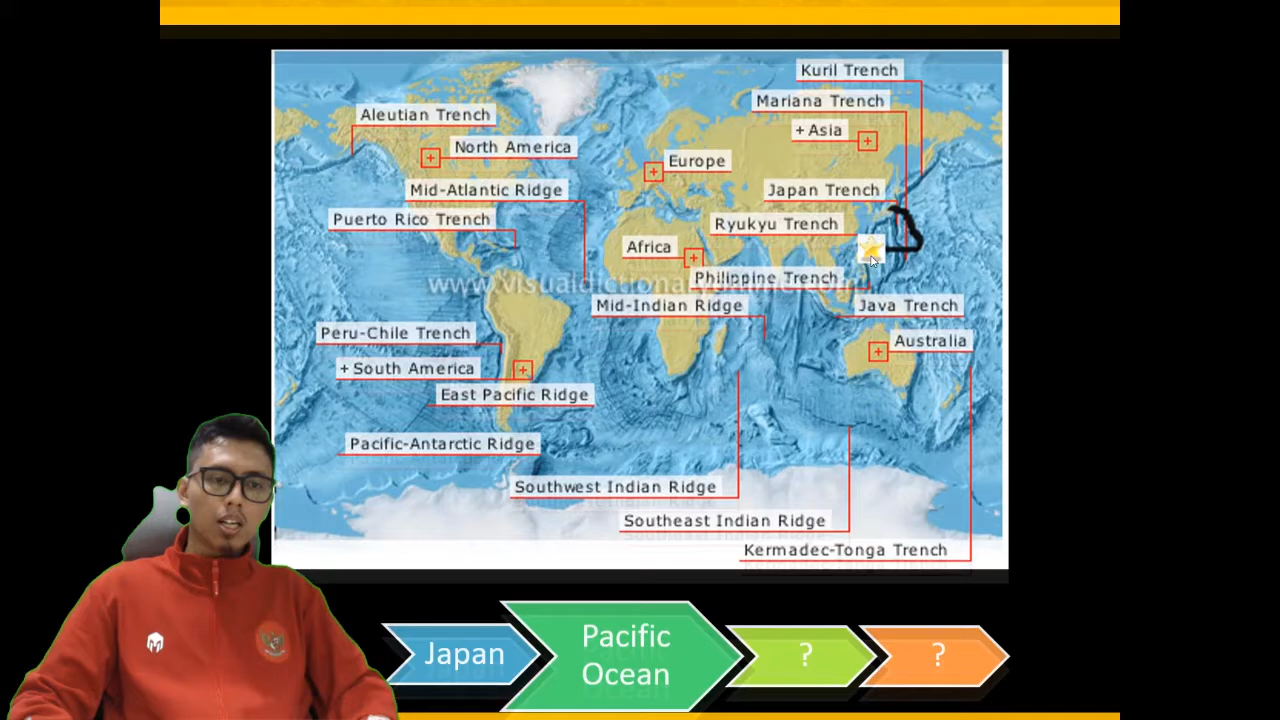 Kuril Trench
Mariana Trench
Aleutian Trench
+ Asia
North America
Europe
Mid-Atlantic Ridge
Japan Trench
Puerto Rico Trench
Ryukyu Trench
Africa
Philippine Trench
Mid-Indian Ridge
Java Trench
Peru-Chile Trench
Australia
+ South America
East Pacific Ridge
Pacific-Antarctic Ridge
Southwest Indian Ridge
Southeast Indian Ridge
Kermadec-Tonga Trench
Japan
Pacific
Ocean
?
?